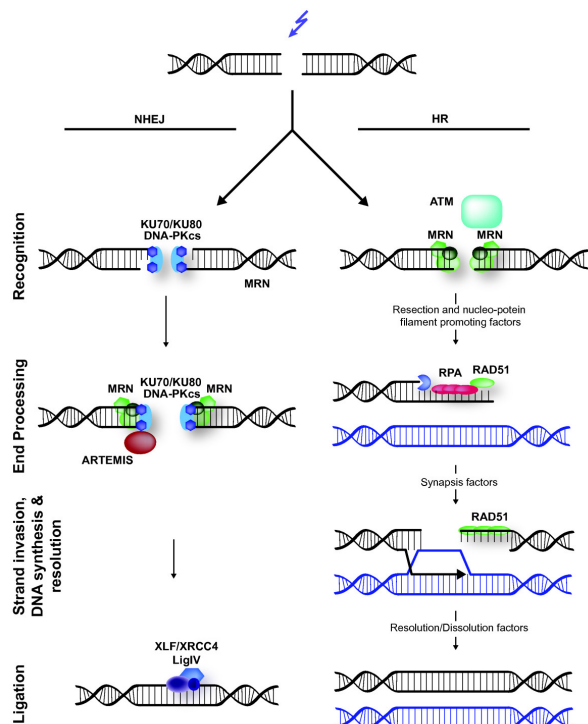 NHEJ
HR
Recognition
KU70/KU80
DNA-PKcs
MRN
ATM
MRN
MRN
Resection and nucleo-potein
filament promoting factors
End Processing
MRN
KU70/KU80
DNA-PKcs
MRN
ARTEMIS
RPA
RAD51
Synapsis factors
Strand invasion,
DNA synthesis &
resolution
RAD51
Resolution/Dissolution factors
Ligation
XLF/XRCC4
LigIV